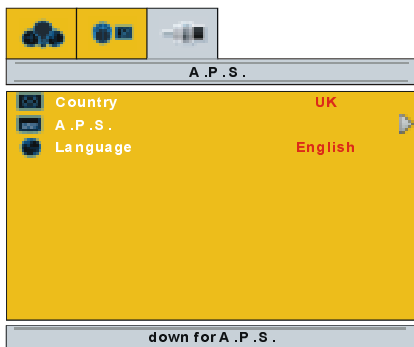 A.P.S.
Country UK
A.P.S.
Language English
down for A.P.S.